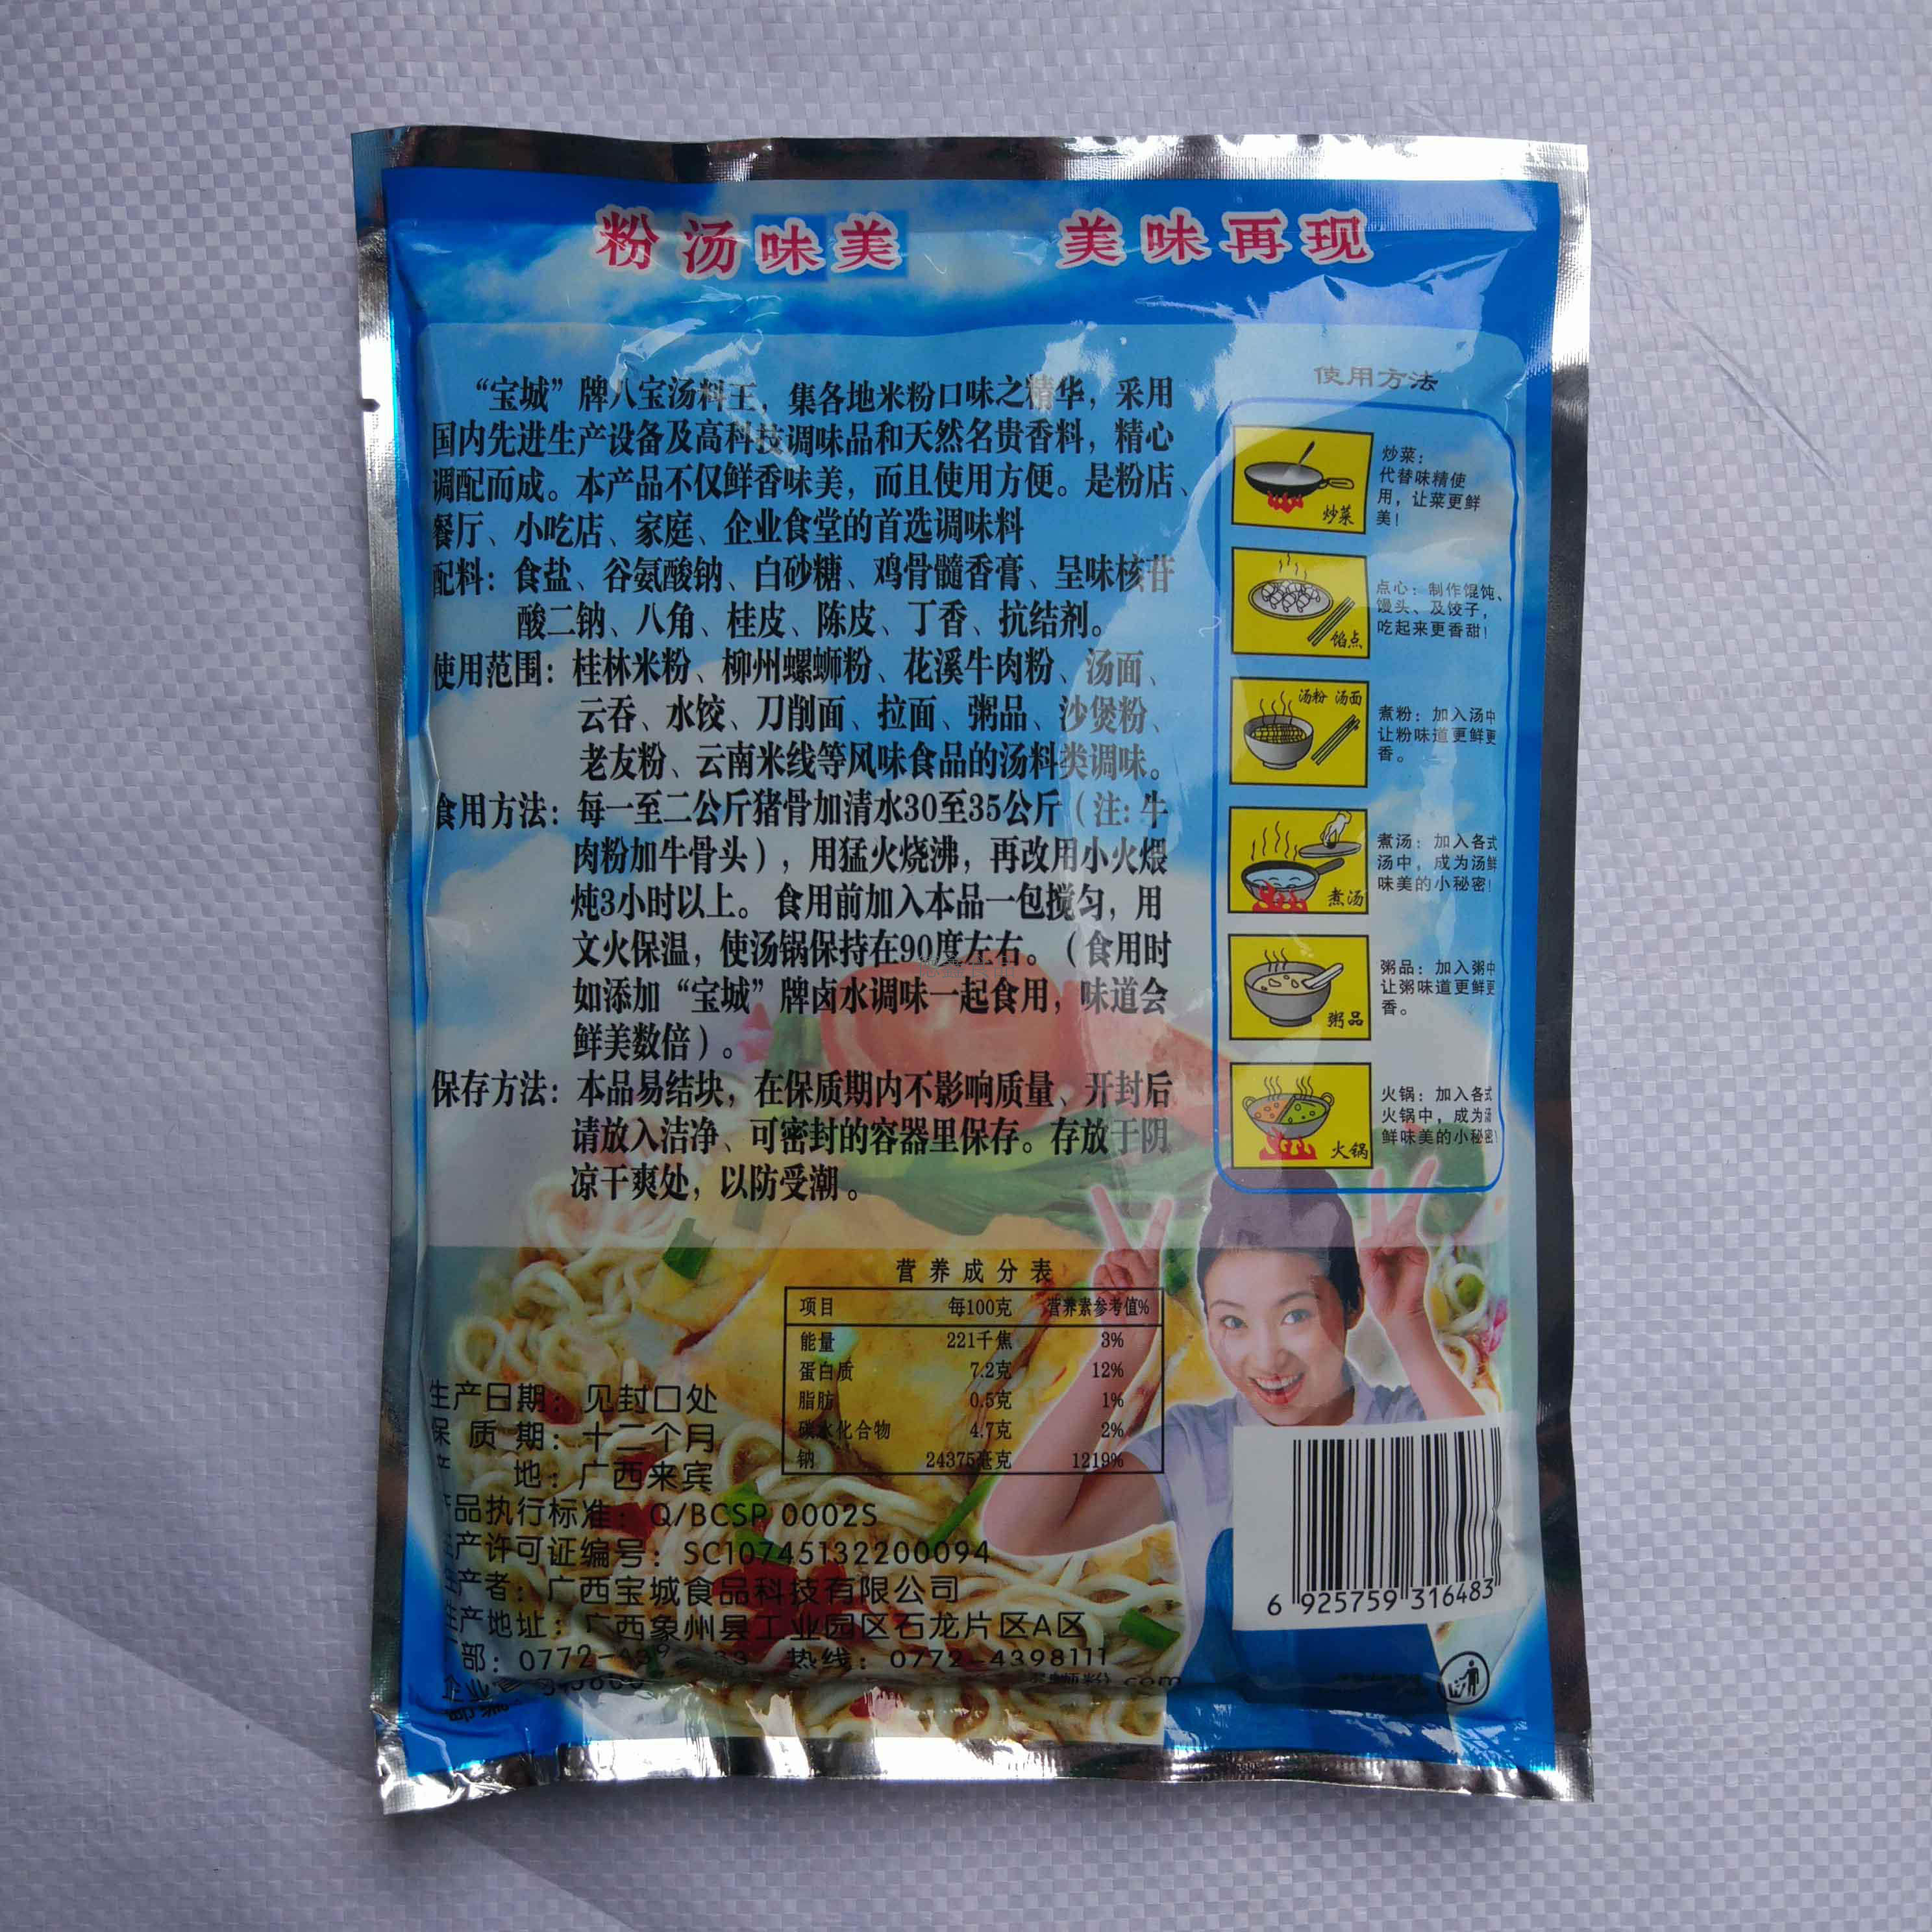 粉汤味美 美味再现
“宝城”牌八宝汤料王，集各地米粉口味之精华，采用
国内先进生产设备及高科技调味品和天然名贵香料，精心
调配而成。本产品不仅鲜香味美，而且使用方便。是粉店、
餐厅、小吃店、家庭、企业食堂的首选调味料
配料：食盐、谷氨酸钠、白砂糖、鸡骨髓香膏、呈味核苷
酸二钠、八角、桂皮、陈皮、丁香、抗结剂。
使用范围：桂林米粉、柳州螺蛳粉、花溪牛肉粉、汤面、
云吞、水饺、刀削面、拉面、粥品、沙煲粉、
老友粉、云南米线等风味食品的汤料类调味。
食用方法：每一至二公斤猪骨加清水30至35公斤（注：牛
肉粉加牛骨头），用猛火烧沸，再改用小火煨
炖3小时以上。食用前加入本品一包搅匀，用
文火保温，使汤锅保持在90度左右。（食用时
如添加“宝城”牌卤水调味一起食用，味道会
鲜美数倍）。
保存方法：本品易结块，在保质期内不影响质量、开封后
请放入洁净、可密封的容器里保存。存放于阴
凉干爽处，以防受潮。
使用方法
炒菜
炒菜：
代替味精使
用，让菜更鲜
美！
馅点
点心：制作馄饨、
馒头、及饺子，
吃起来更香甜！
汤粉 汤面
煮粉：加入汤中
让粉味道更鲜更
香。
煮汤
煮汤：加入各式
汤中，成为汤鲜
味美的小秘密！
粥品
粥品：加入粥中
让粥味道更鲜更
香。
火锅
火锅：加入各式
火锅中，成为汤
鲜味美的小秘密！
营养成分表
项目 每100克 营养素参考值%
能量 221千焦 3%
蛋白质 7.2克 12%
脂肪 0.5克 1%
碳水化合物 4.7克 2%
钠 24375毫克 1219%
生产日期：见封口处
保质期：十二个月
产地：广西来宾
产品执行标准：Q/BCSP 0002S
生产许可证编号：SC10745132200094
生产者：广西宝城食品科技有限公司
生产地址：广西象州县工业园区石龙片区A区
部：0772- 热线：0772-4398111
.com
6 925759 316483